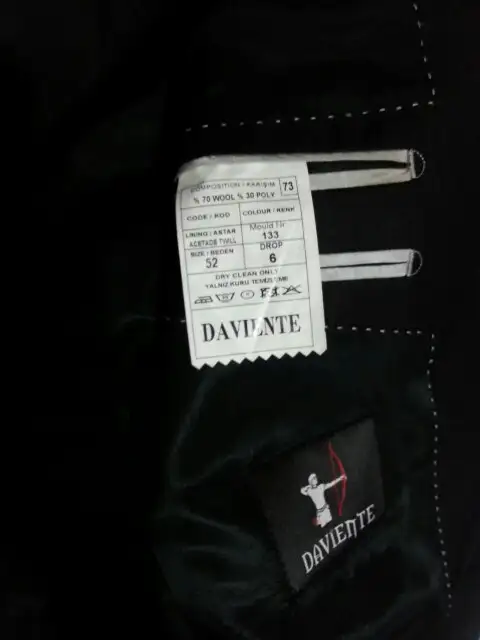 COMPOSITION / KARIŞIM 73
% 70 WOOL % 30 POLY
CODE / KOD COLOUR / RENK
LINING / ASTAR Mould Nr
ACETADE TWILL 133
SIZE / BEDEN DROP
52 6
DRY CLEAN ONLY
YALNIZ KURU TEMİZLEME
DAVIENTE
DAVIENTE